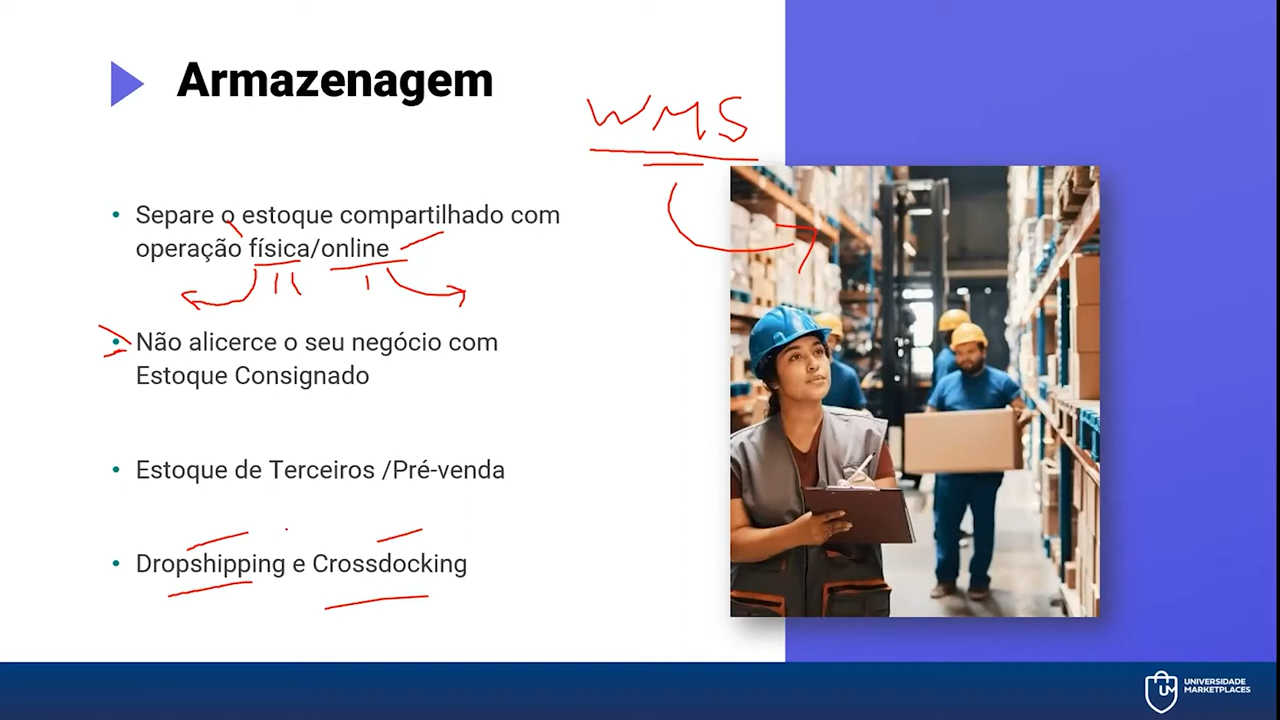 Armazenagem
WMS
Separe o estoque compartilhado com
operação física/online
Não alicerce o seu negócio com
Estoque Consignado
Estoque de Terceiros /Pré-venda
Dropshipping e Crossdocking
UM
UNIVERSIDADE
MARKETPLACES